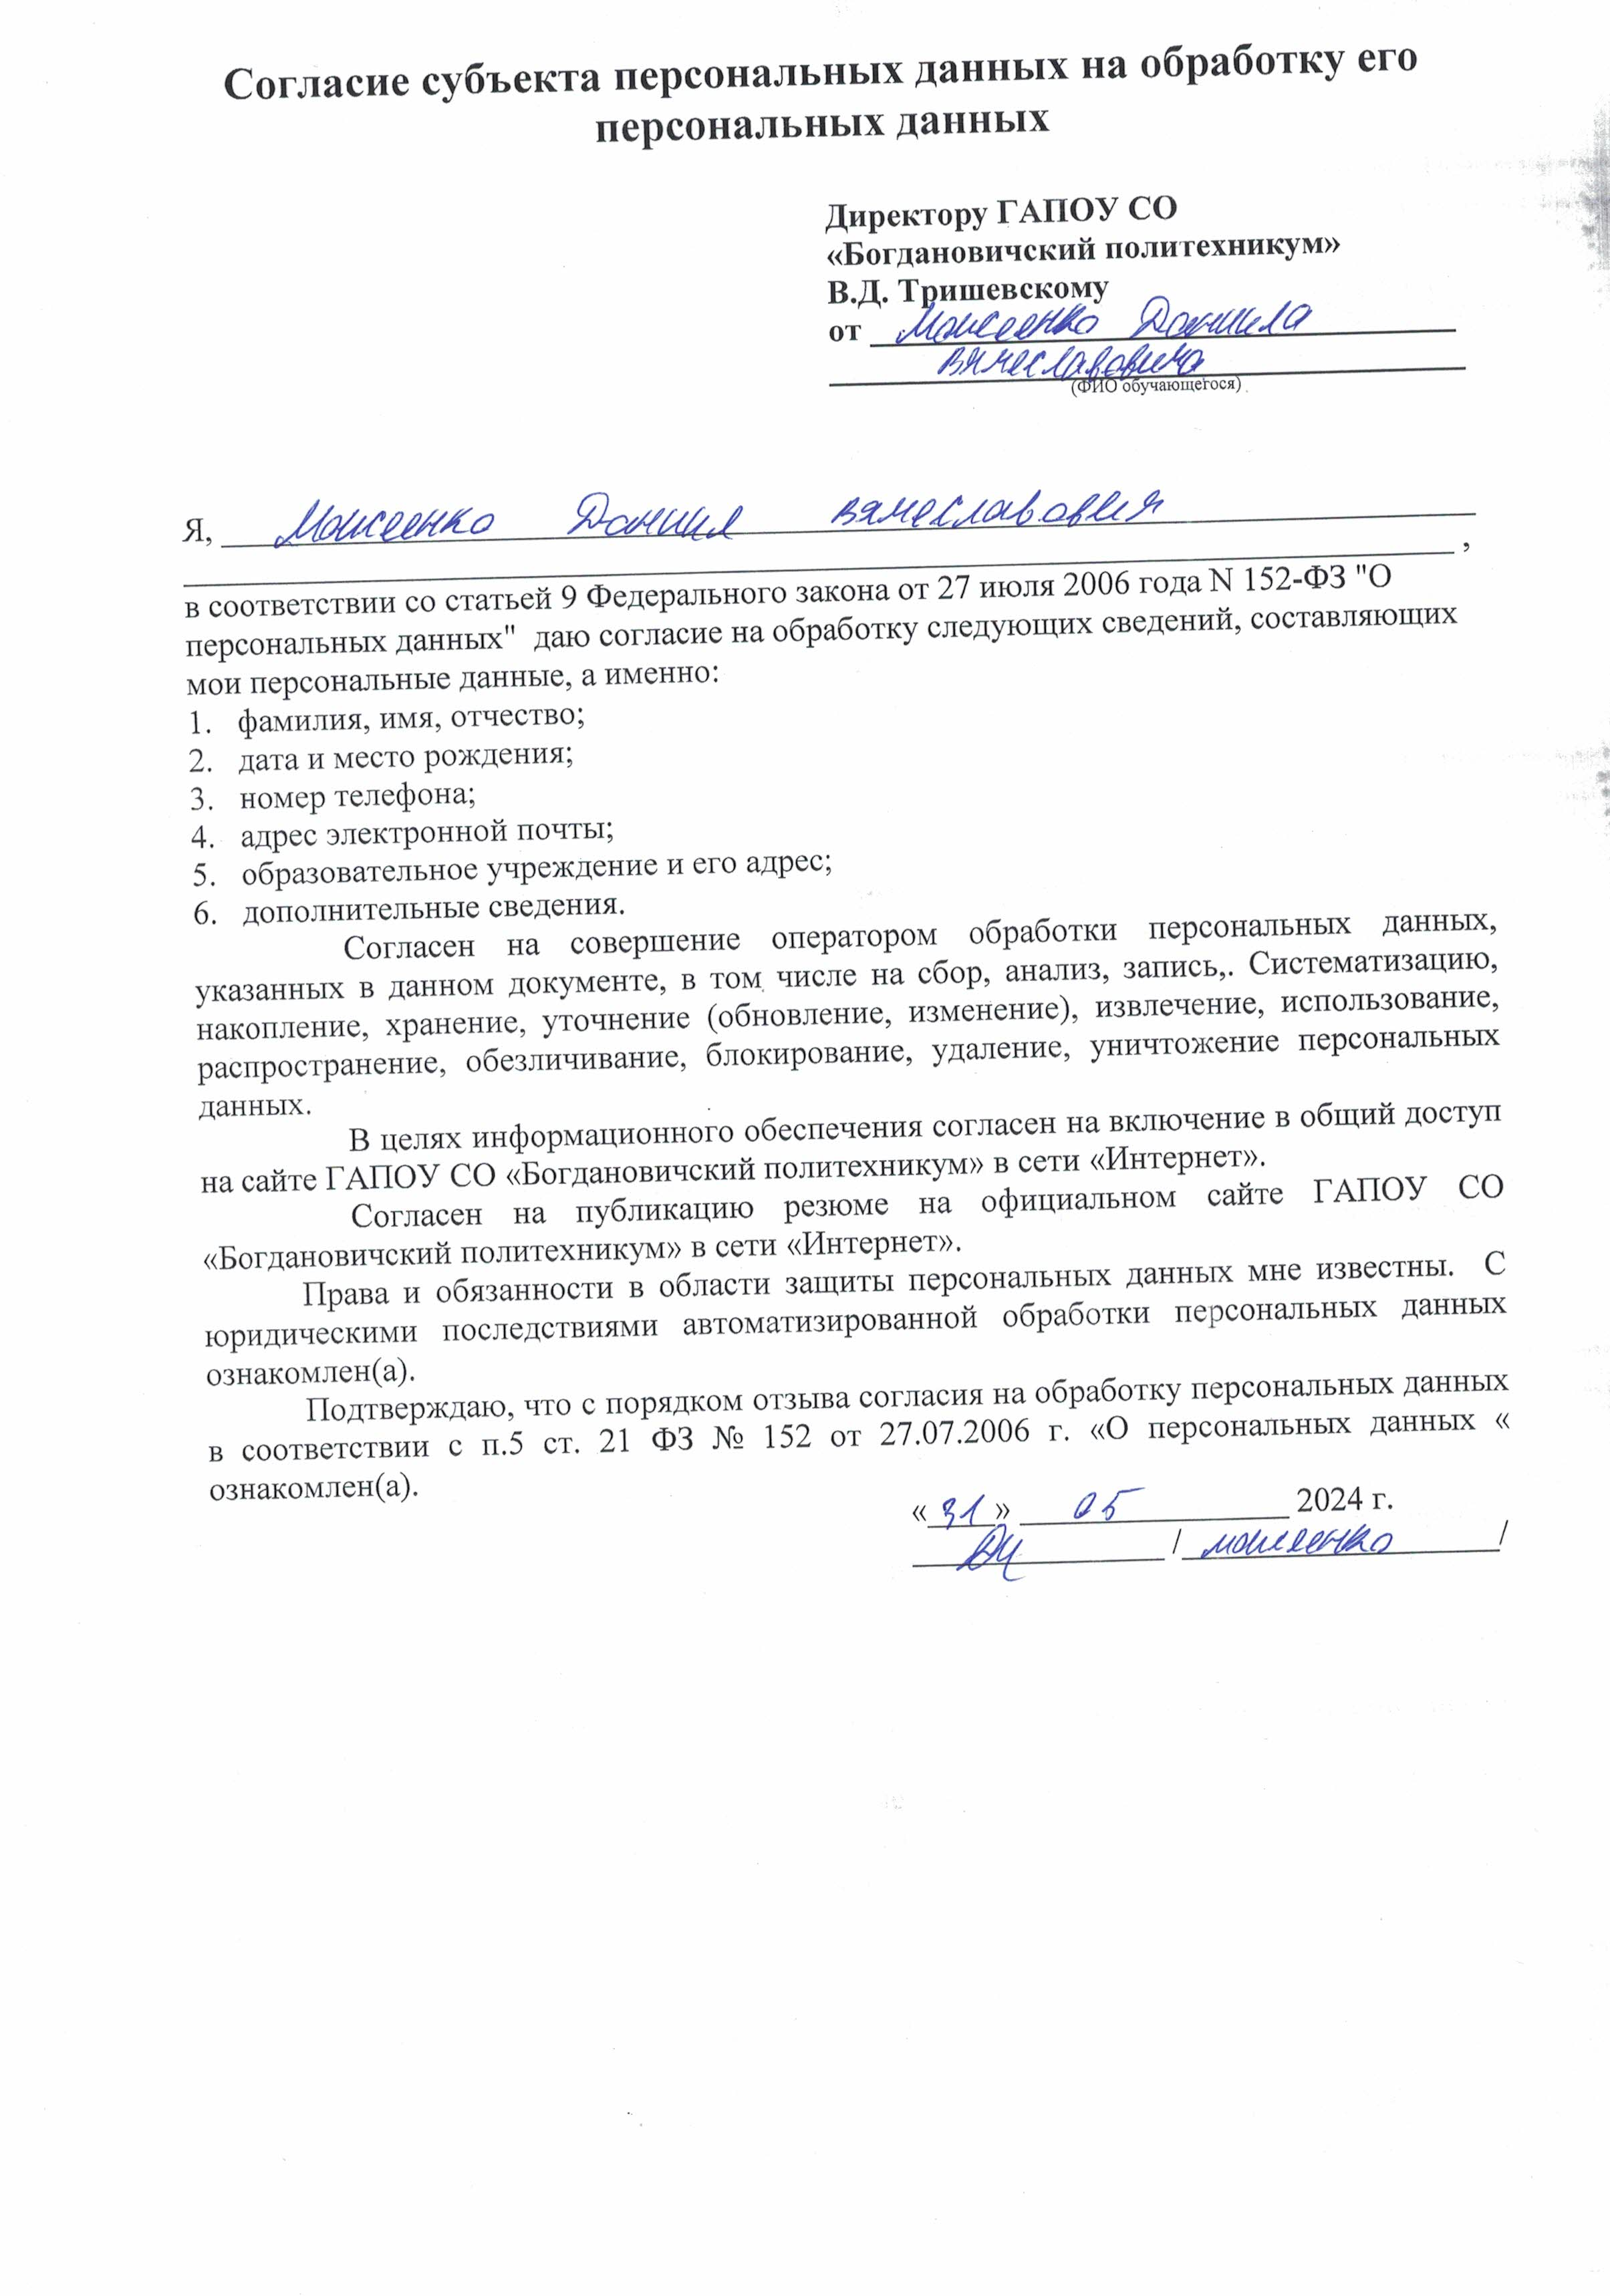 Согласие субъекта персональных данных на обработку его
персональных данных
Директору ГАПОУ СО
«Богдановичский политехникум»
В.Д. Тришевскому
от Моисеенко Даниила
Вячеславовича
(ФИО обучающегося)
Я, Моисеенко Даниил Вячеславович
,
в соответствии со статьей 9 Федерального закона от 27 июля 2006 года N 152-ФЗ "О
персональных данных" даю согласие на обработку следующих сведений, составляющих
мои персональные данные, а именно:
1. фамилия, имя, отчество;
2. дата и место рождения;
3. номер телефона;
4. адрес электронной почты;
5. образовательное учреждение и его адрес;
6. дополнительные сведения.
Согласен на совершение оператором обработки персональных данных,
указанных в данном документе, в том числе на сбор, анализ, запись,. Систематизацию,
накопление, хранение, уточнение (обновление, изменение), извлечение, использование,
распространение, обезличивание, блокирование, удаление, уничтожение персональных
данных.
В целях информационного обеспечения согласен на включение в общий доступ
на сайте ГАПОУ СО «Богдановичский политехникум» в сети «Интернет».
Согласен на публикацию резюме на официальном сайте ГАПОУ СО
«Богдановичский политехникум» в сети «Интернет».
Права и обязанности в области защиты персональных данных мне известны. С
юридическими последствиями автоматизированной обработки персональных данных
ознакомлен(а).
Подтверждаю, что с порядком отзыва согласия на обработку персональных данных
в соответствии с п.5 ст. 21 ФЗ № 152 от 27.07.2006 г. «О персональных данных «
ознакомлен(а).
«31» 05 2024 г.
/ Моисеенко /